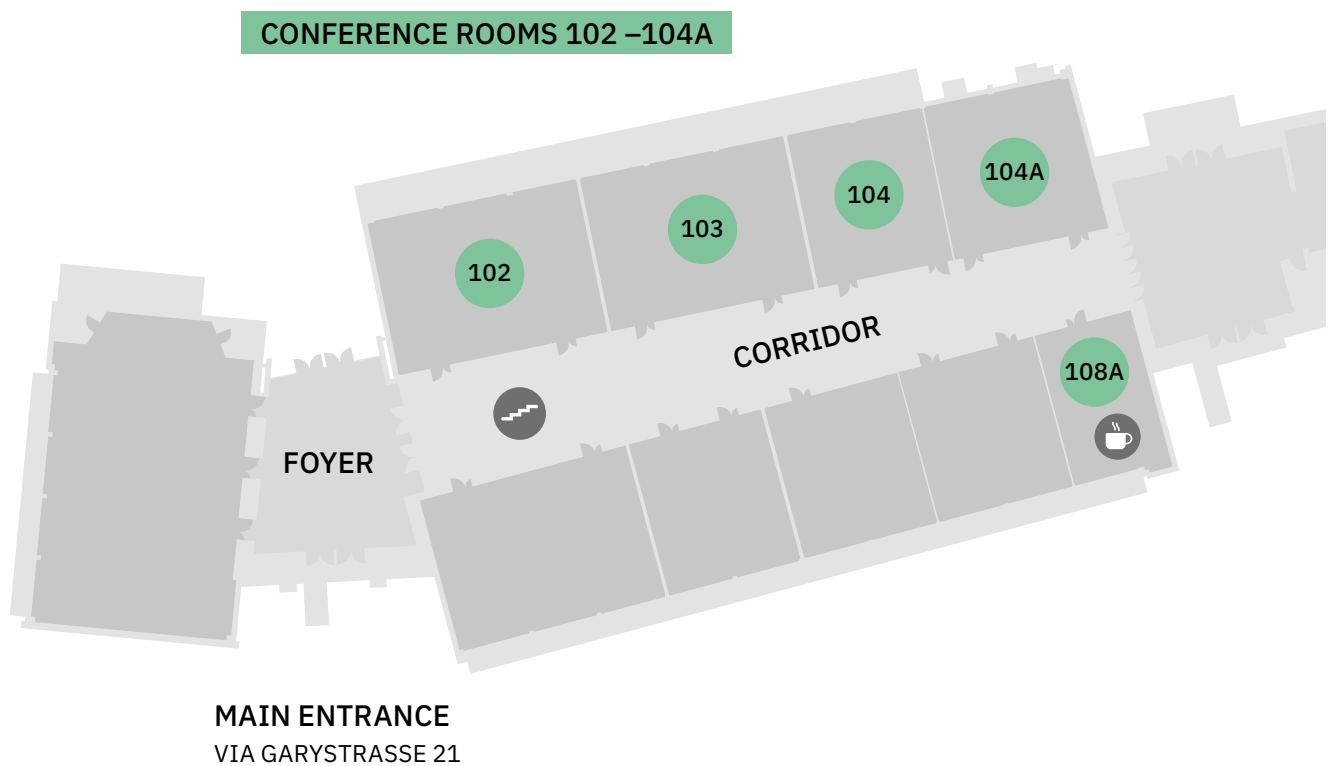 CONFERENCE ROOMS 102 –104A
104A
104
103
102
CORRIDOR
108A
FOYER
MAIN ENTRANCE
VIA GARYSTRASSE 21